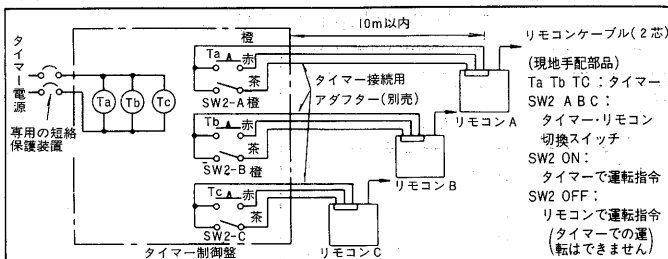 10m以内
橙
Ta
赤
茶
SW2-A
橙
タイマー電源
専用の短絡
保護装置
Ta
Tb
Tc
タイマー接続用
アダフター(別売)
Tb
赤
茶
SW2-B
橙
Tc
赤
茶
SW2-C
タイマー制御盤
リモコンA
リモコンB
リモコンC
リモコンケーブル(2芯)
(現地手配部品)
Ta Tb TC:タイマー
SW2 A B C:
タイマー・リモコン
切換スイッチ
SW2 ON:
タイマーで運転指令
SW2 OFF:
リモコンで運転指令
(タイマーでの運
転はできません)